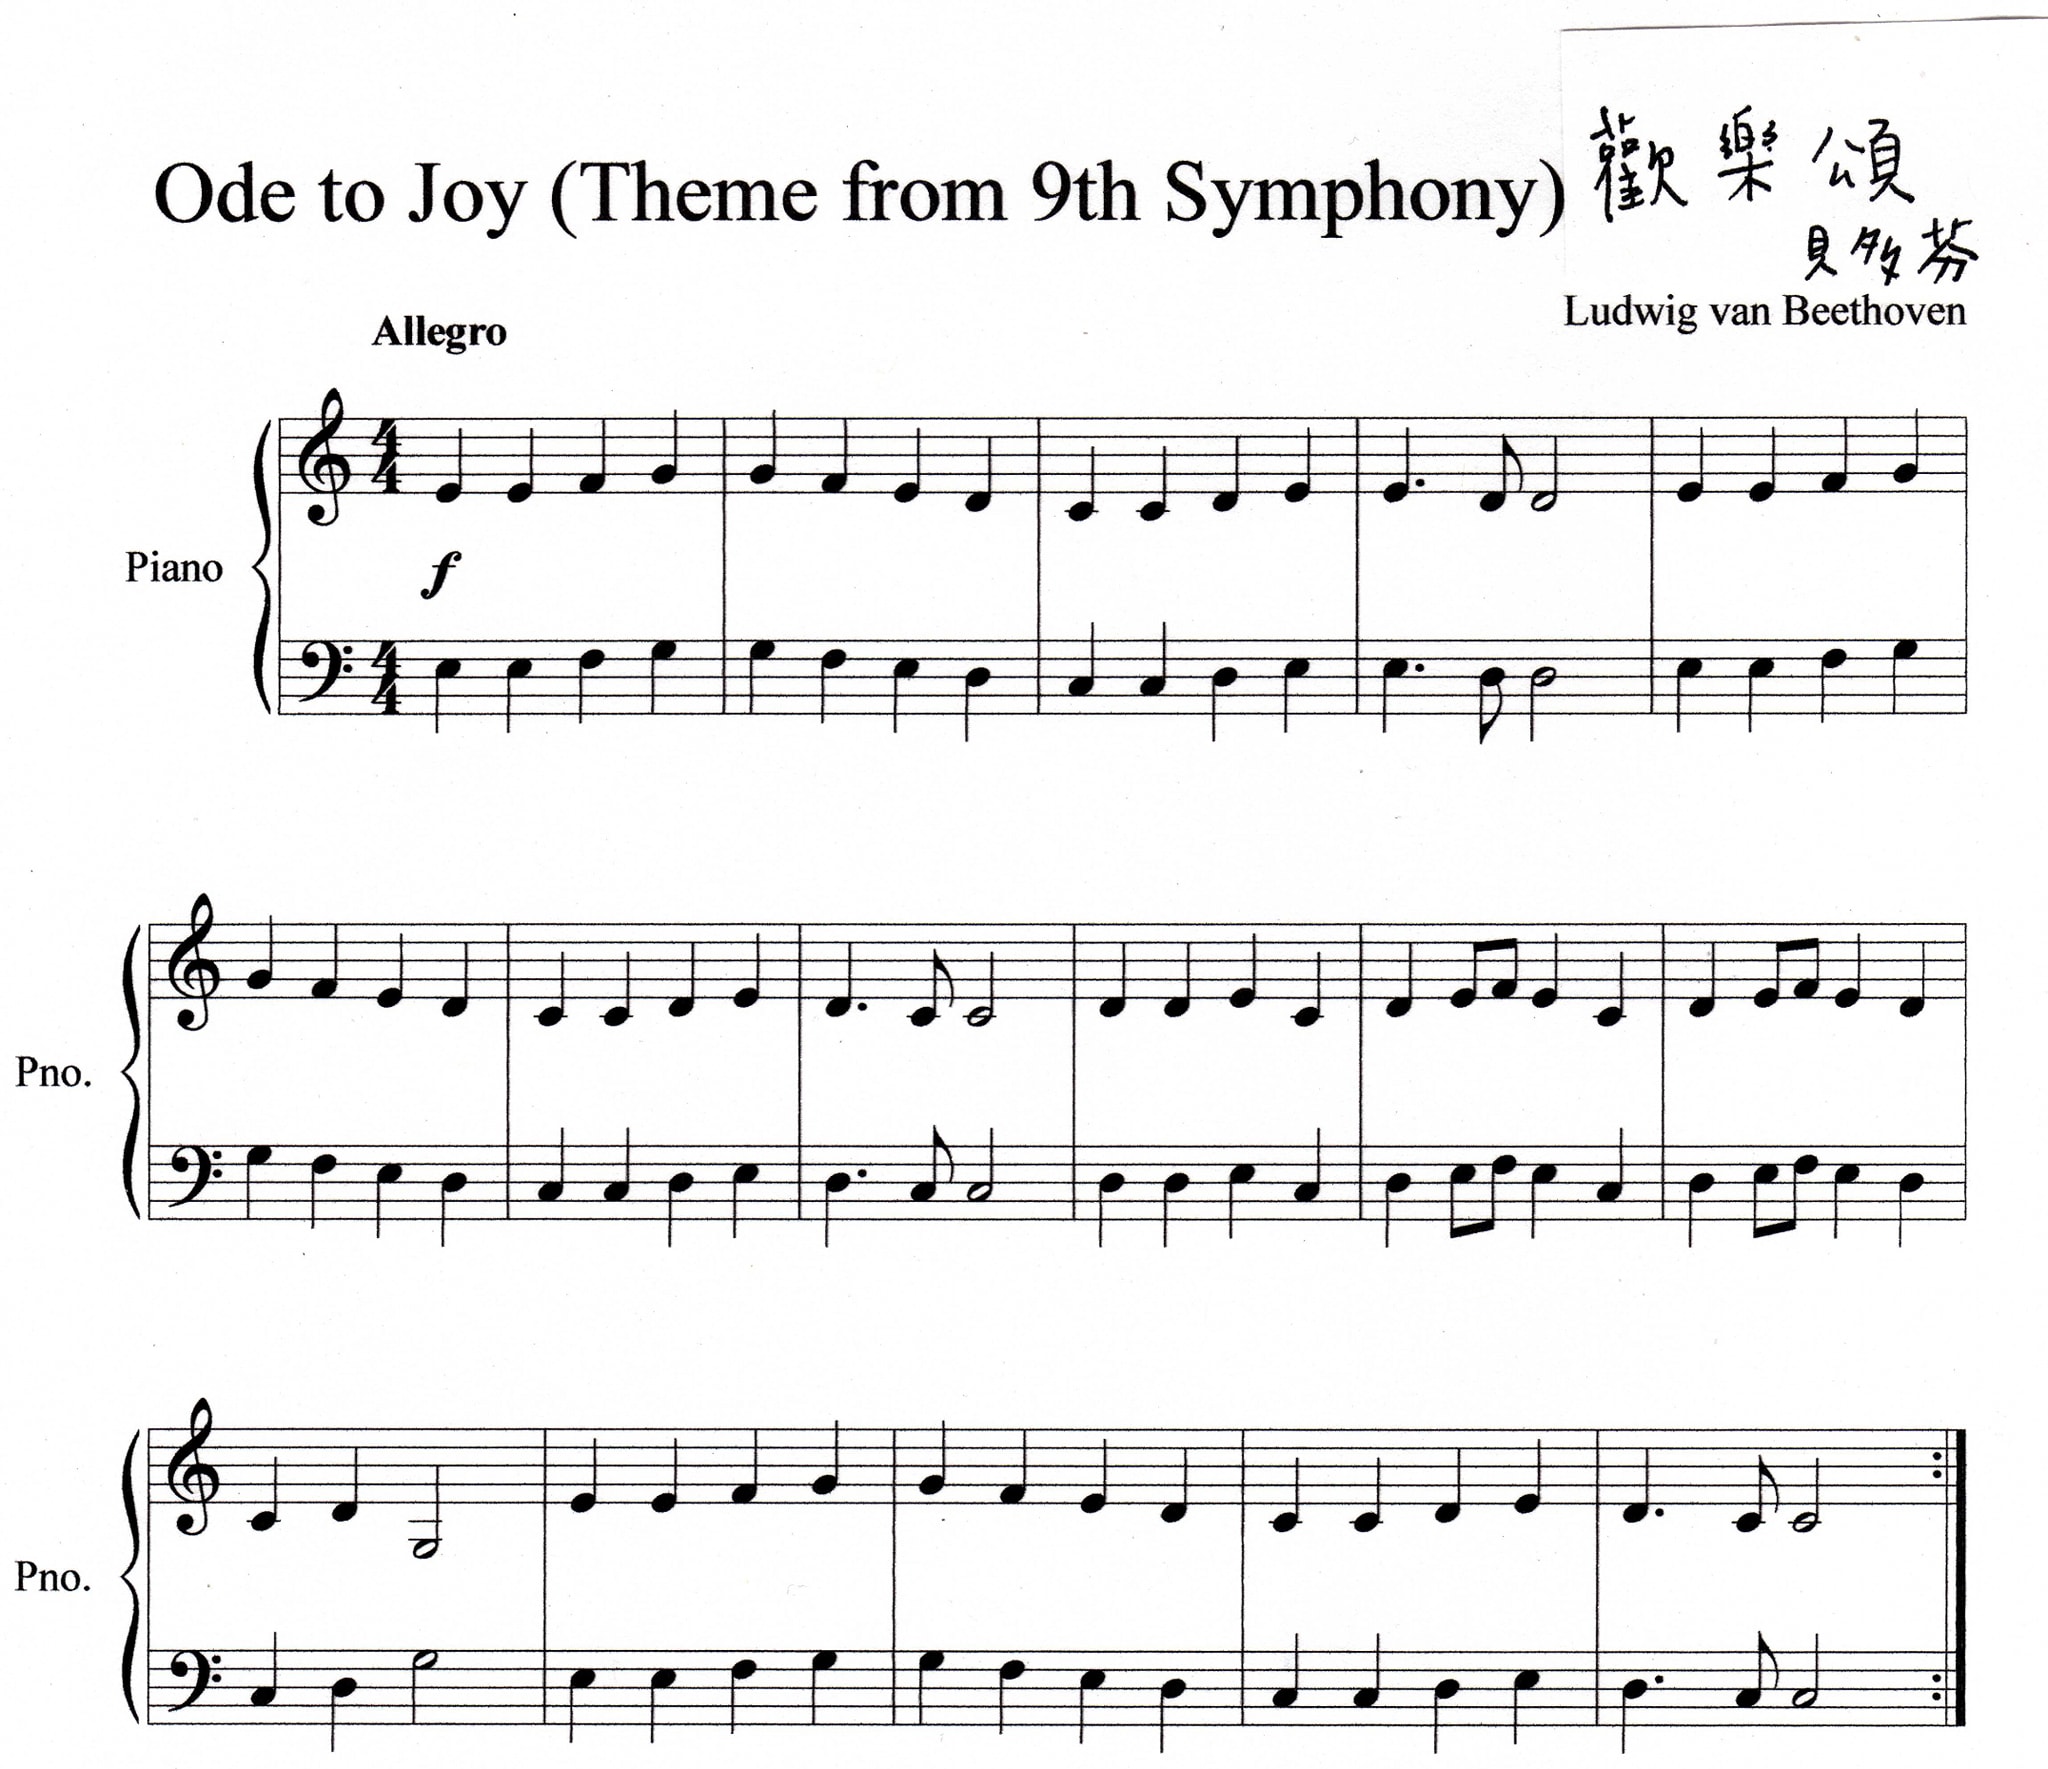 Ode to Joy (Theme from 9th Symphony) 歡樂頌
貝多芬
Ludwig van Beethoven
Allegro
Piano
f
Pno.
Pno.